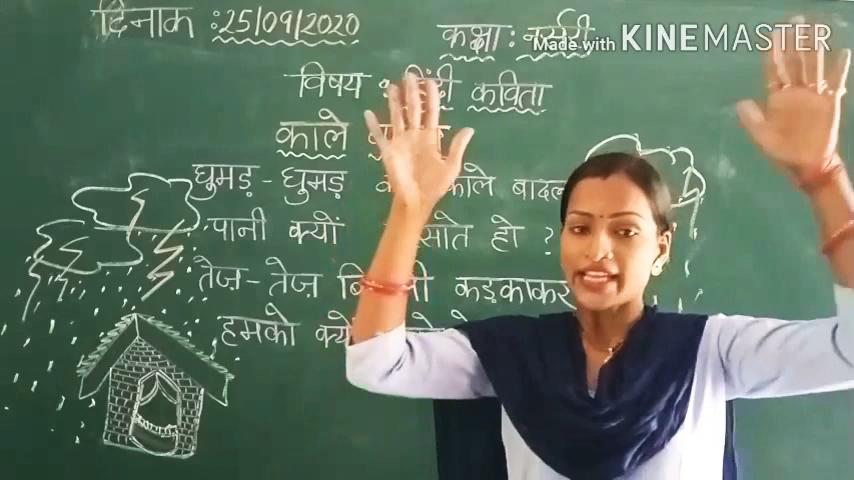 दिनांक : 25/09/2020
कक्षा : नर्सरी
Made with KINEMASTER
विषय : हिंदी कविता
काले
घुमड़ - घुमड़ काले बादल
पानी क्यों हो ?
तेज़ - तेज़ कड़काकर
हमको क्यों